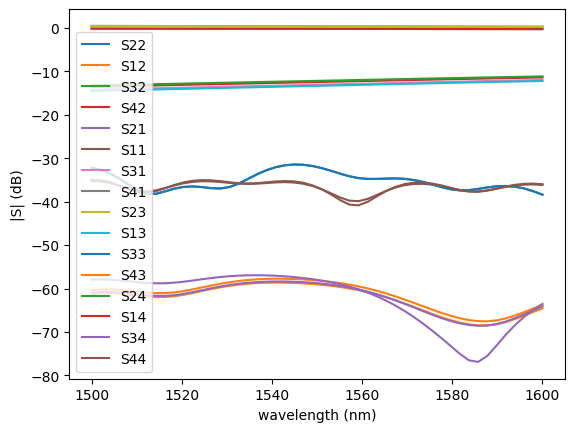 0
−10
−20
−30
−40
−50
−60
−70
−80
|S| (dB)
S22
S12
S32
S42
S21
S11
S31
S41
S23
S13
S33
S43
S24
S14
S34
S44
1500 1520 1540 1560 1580 1600
wavelength (nm)